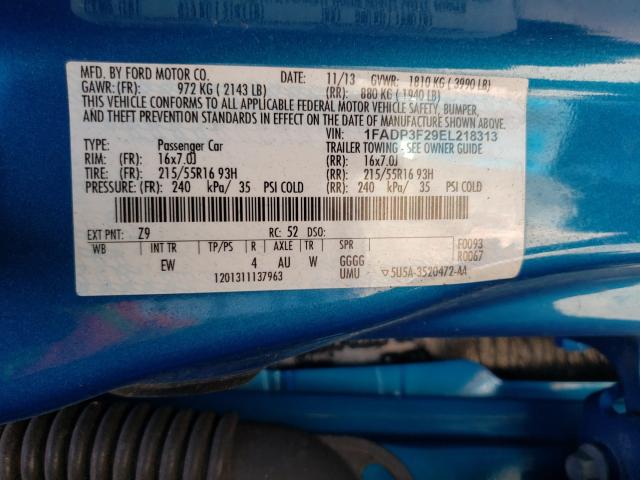 MFD. BY FORD MOTOR CO. DATE: 11/13 GVWR: 1810 KG ( 3990 LB)
GAWR: (FR): 972 KG ( 2143 LB) (RR): 880 KG ( 1940 LB)
THIS VEHICLE CONFORMS TO ALL APPLICABLE FEDERAL MOTOR VEHICLE SAFETY, BUMPER,
AND THEFT PREVENTION STANDARDS IN EFFECT ON THE DATE OF MANUFACTURE SHOWN ABOVE.
VIN: 1FADP3F29EL218313
TYPE: Passenger Car TRAILER TOWING - SEE OWNER GUIDE
RIM: (FR) 16x7.0J (RR): 16x7.0J
TIRE: (FR): 215/55R16 93H (RR): 215/55R16 93H
PRESSURE: (FR) 240 kPa/ 35 PSI COLD (RR): 240 kPa/ 35 PSI COLD
EXT PNT: Z9 RC: 52 DSO: F0093
WB INT TR TP/PS R AXLE TR SPR R0067
EW 4 AU W GGGG
1201311137963 UMU ▽5U5A-3520472-AA